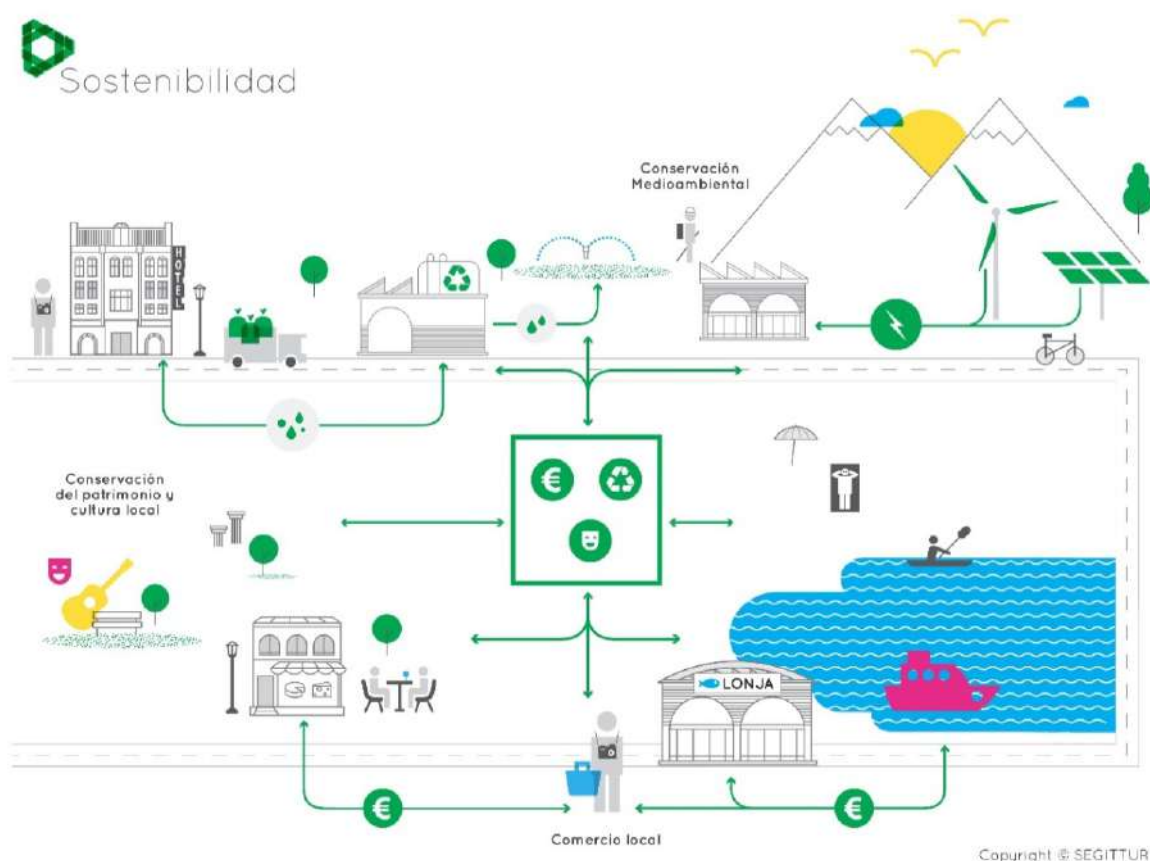 Sostenibilidad
Conservación
Medioambiental
HOTEL
Conservación
del patrimonio y
cultura local
€
LONJA
€
€
Comercio local
Copyright © SEGITTUR